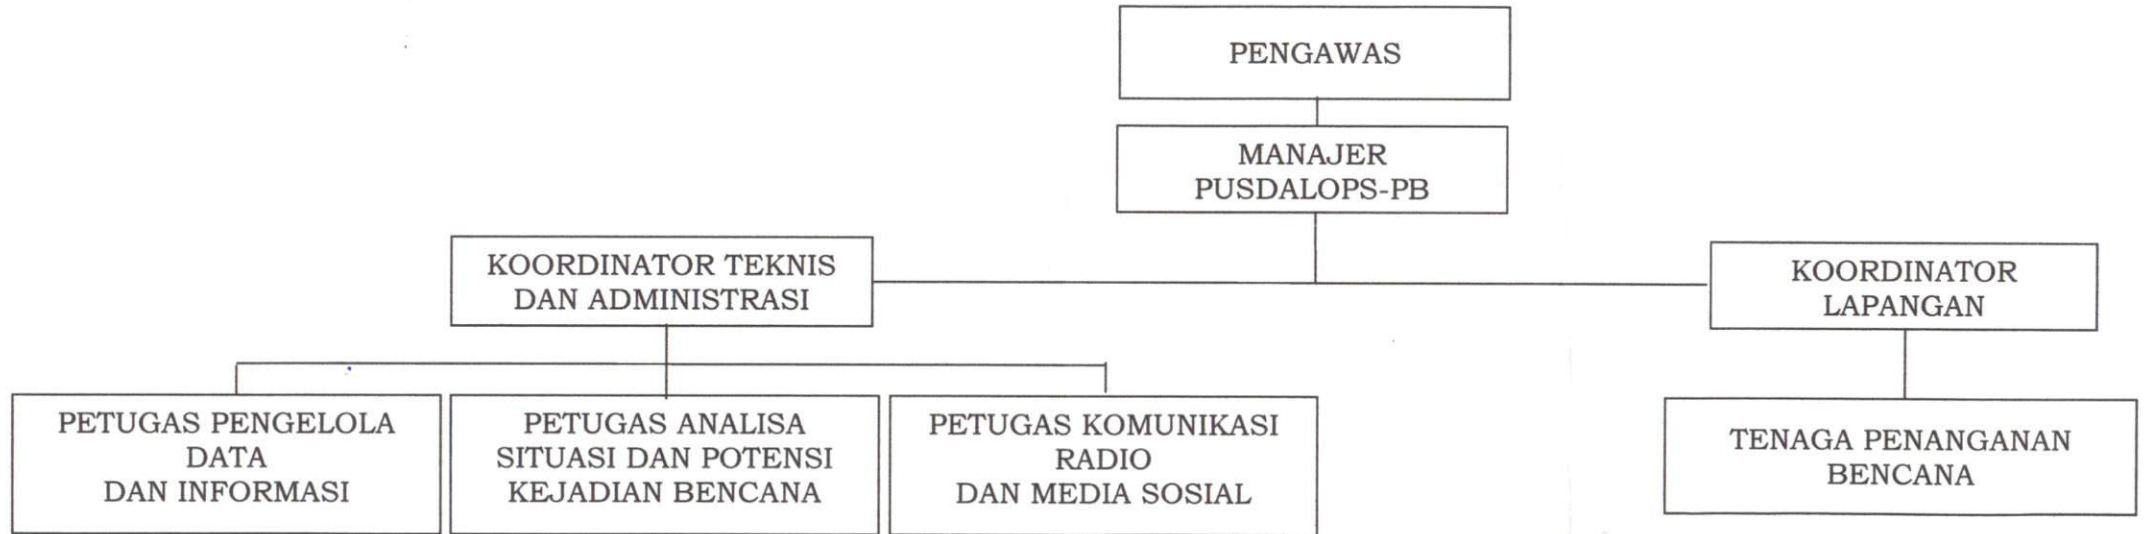 PENGAWAS
MANAJER
PUSDALOPS-PB
KOORDINATOR TEKNIS
DAN ADMINISTRASI
KOORDINATOR
LAPANGAN
PETUGAS PENGELOLA
DATA
DAN INFORMASI
PETUGAS ANALISA
SITUASI DAN POTENSI
KEJADIAN BENCANA
PETUGAS KOMUNIKASI
RADIO
DAN MEDIA SOSIAL
TENAGA PENANGANAN
BENCANA